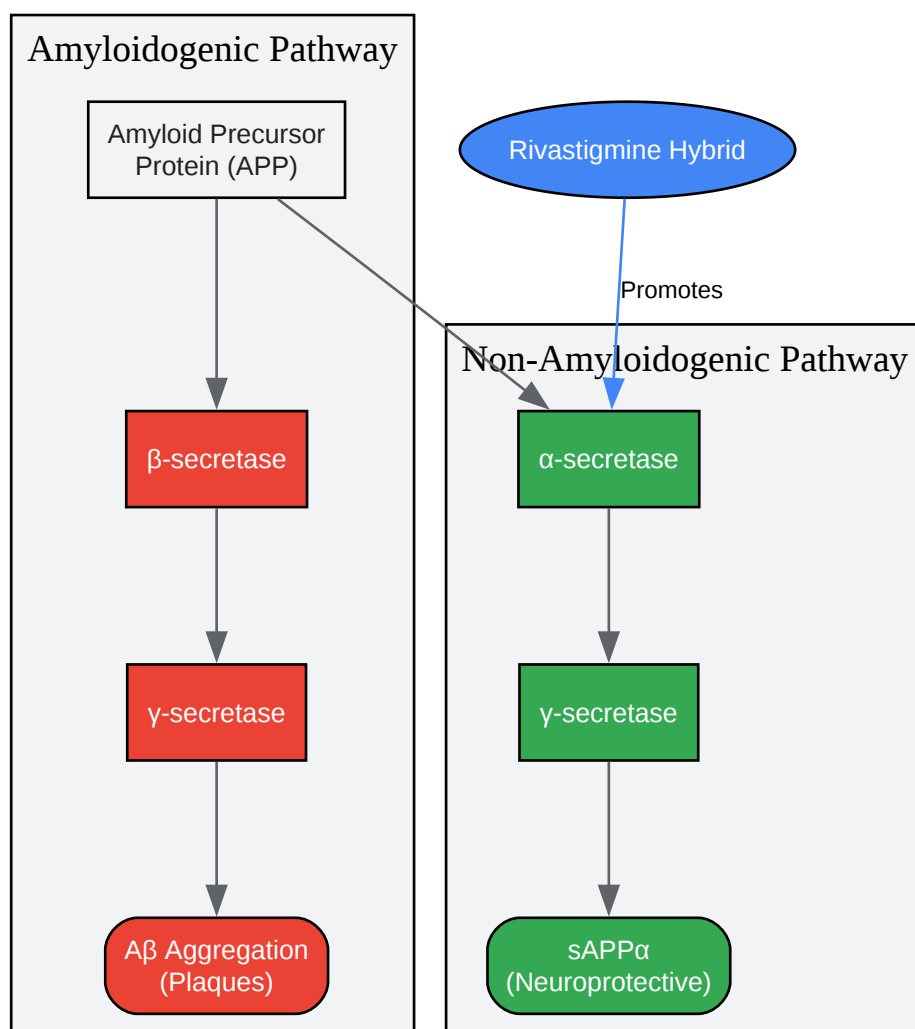 Amyloidogenic Pathway
Amyloid Precursor
Protein (APP)
Rivastigmine Hybrid
Promotes
Non-Amyloidogenic Pathway
β-secretase
α-secretase
γ-secretase
γ-secretase
Aβ Aggregation
(Plaques)
sAPPα
(Neuroprotective)